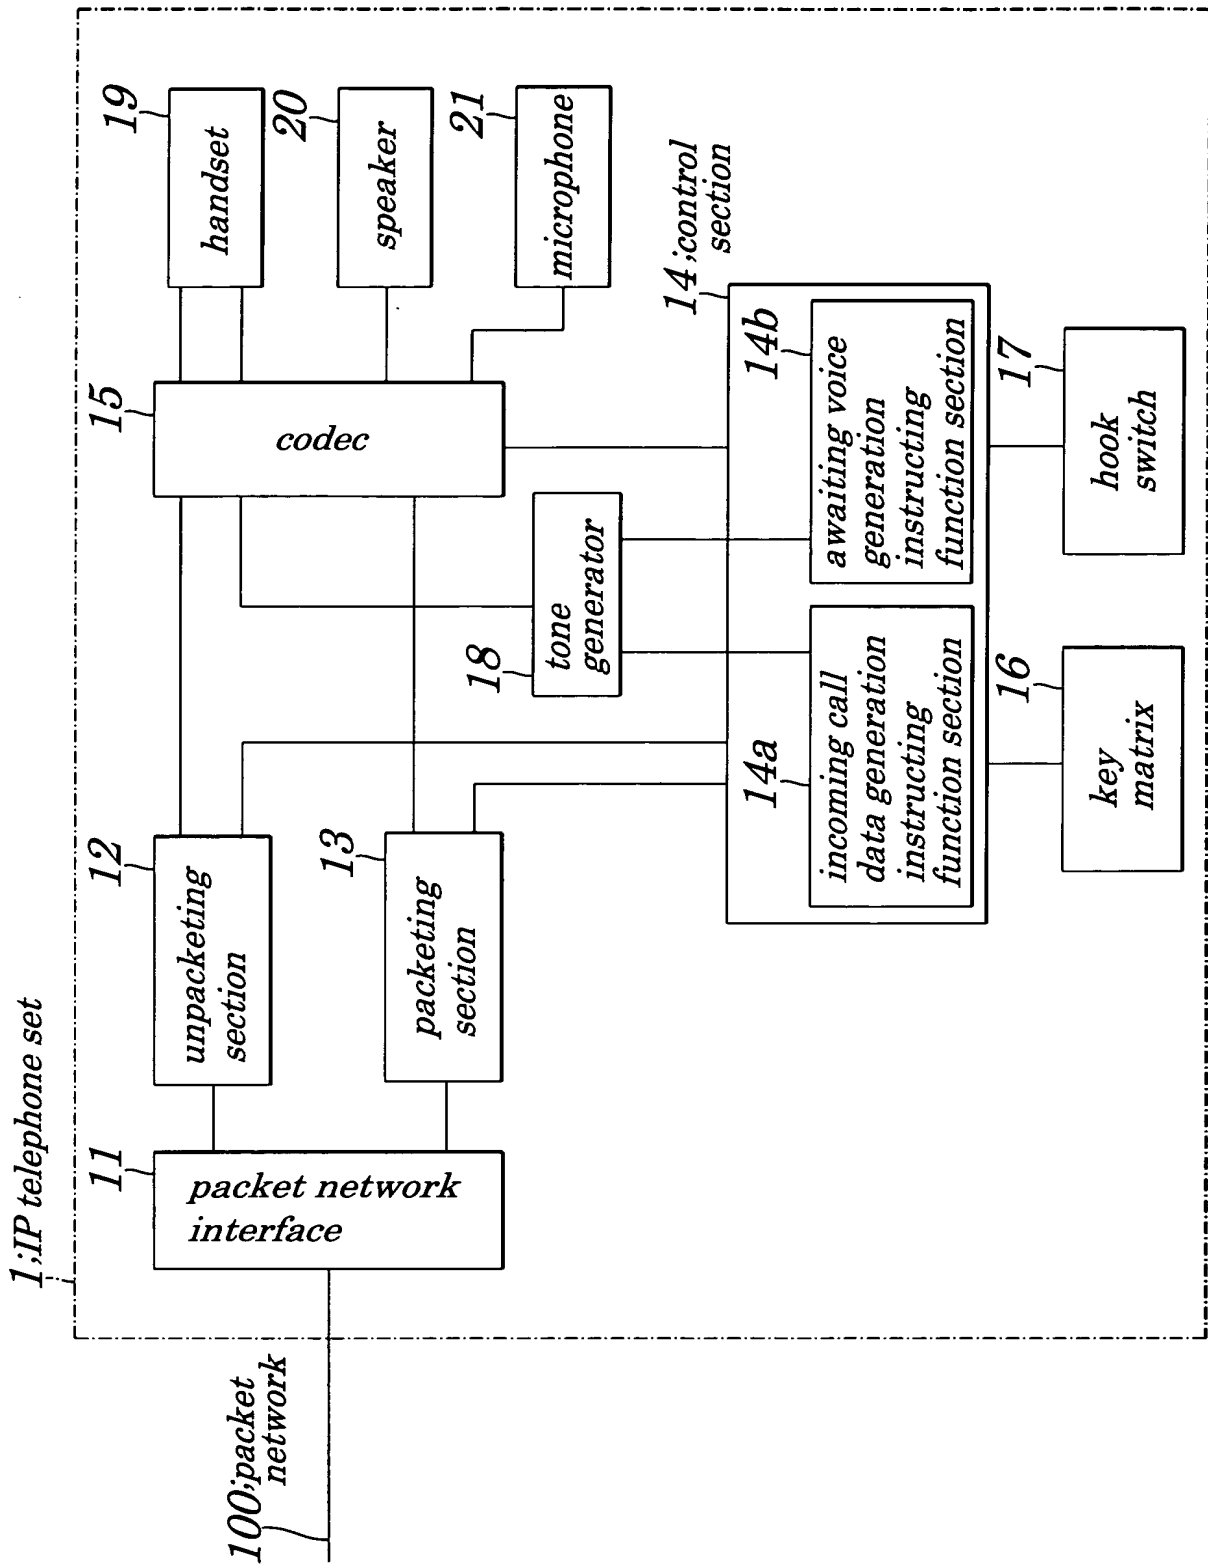 1;IP telephone set
100;packet
network
11
packet network
interface
12
unpacketing
section
13
packeting
section
15
codec
18
tone
generator
19
handset
20
speaker
21
microphone
14;control
section
14a
incoming call
data generation
instructing
function section
14b
awaiting voice
generation
instructing
function section
16
key
matrix
17
hook
switch